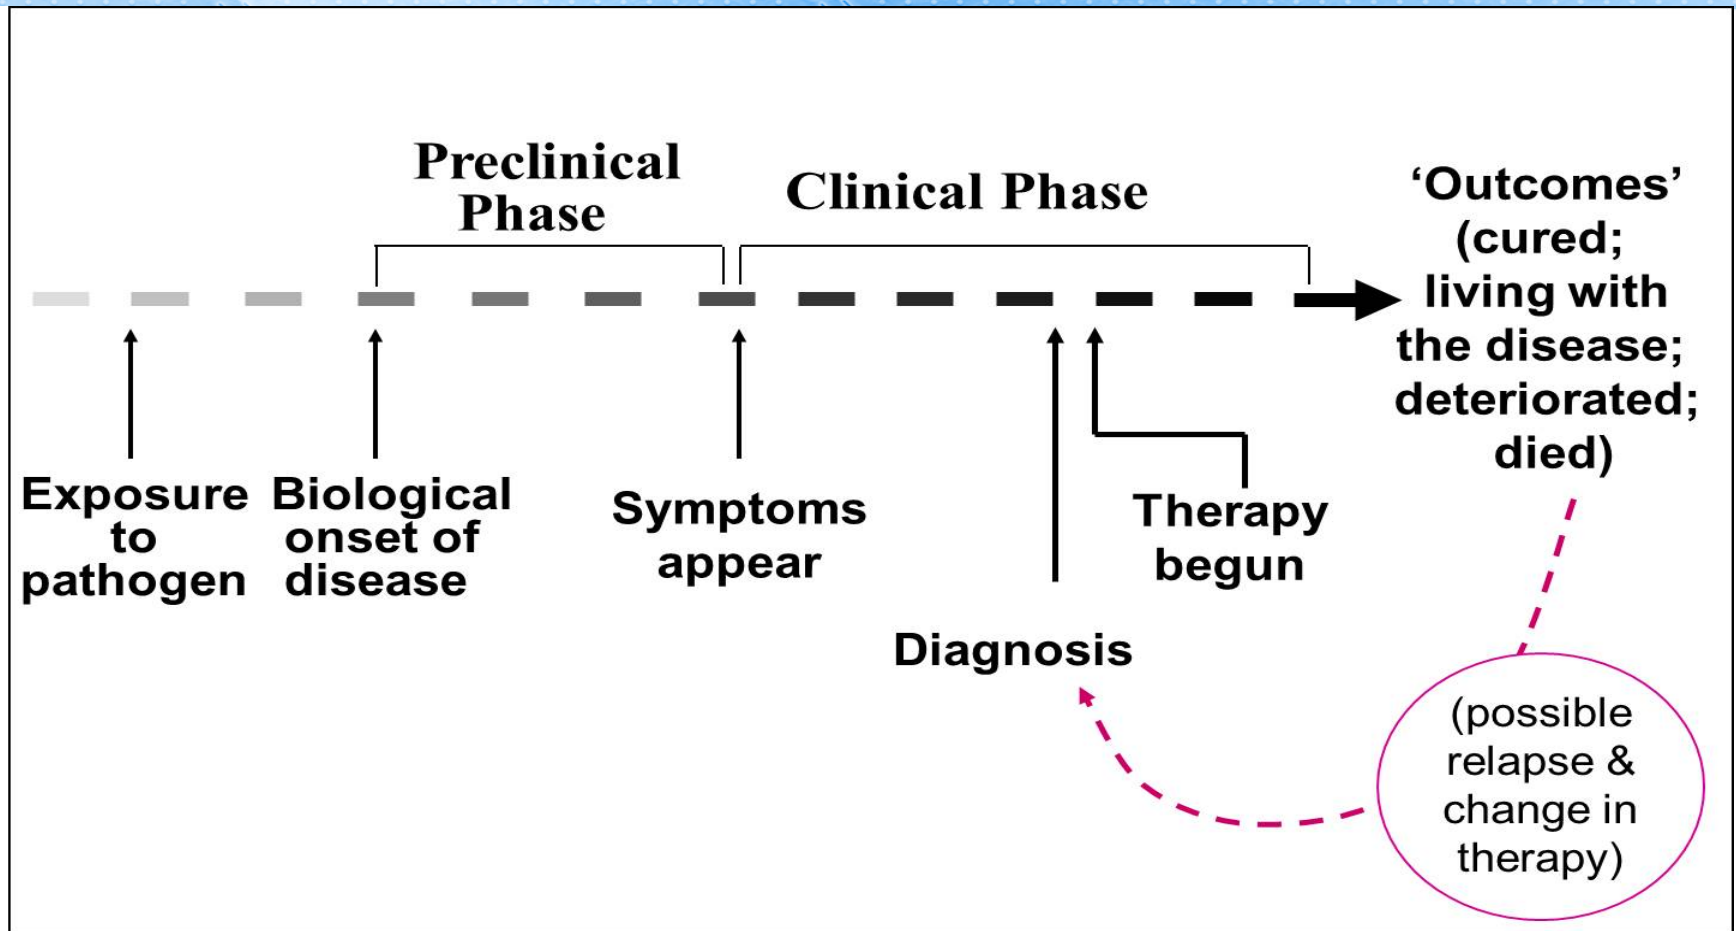 Preclinical
Phase
Clinical Phase
‘Outcomes’
(cured;
living with
the disease;
deteriorated;
died)
Exposure
to
pathogen
Biological
onset of
disease
Symptoms
appear
Diagnosis
Therapy
begun
(possible
relapse &
change in
therapy)